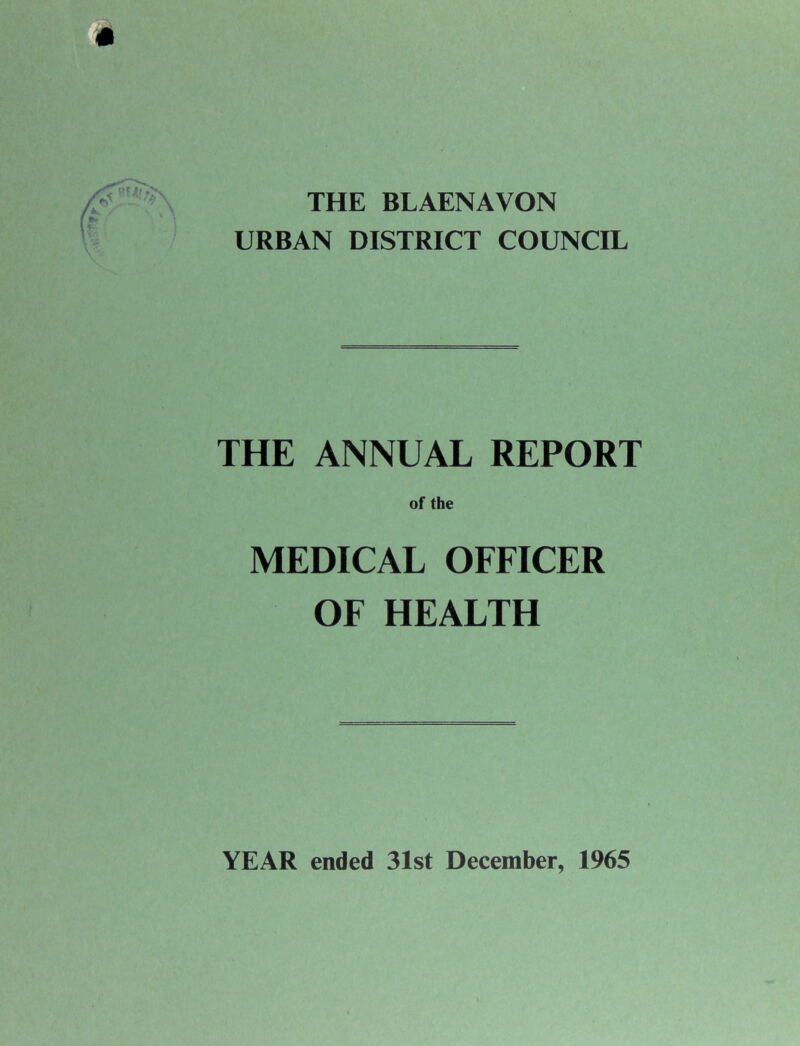 THE BLAENAVON
URBAN DISTRICT COUNCIL
THE ANNUAL REPORT
of the
MEDICAL OFFICER
OF HEALTH
YEAR ended 31st December, 1965